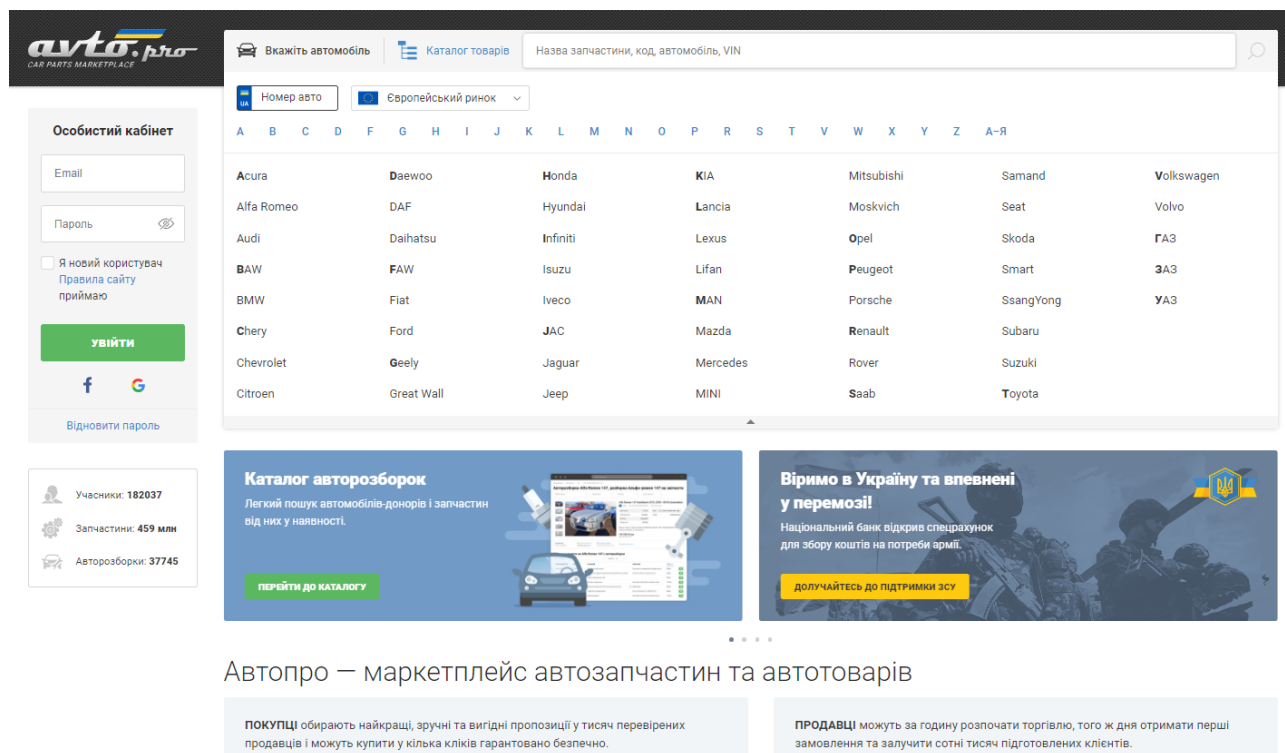 avto.pro
CAR PARTS MARKETPLACE
Вкажіть автомобіль
Каталог товарів
Назва запчастини, код, автомобіль, VIN
UA
Номер авто
Європейський ринок
A B C D F G H I J K L M N O P R S T V W X Y Z А-Я
Особистий кабінет
Email
Пароль
Я новий користувач
Правила сайту
приймаю
УВІЙТИ
Відновити пароль
Acura Daewoo Honda KIA Mitsubishi Samand Volkswagen
Alfa Romeo DAF Hyundai Lancia Moskvich Seat Volvo
Audi Daihatsu Infiniti Lexus Opel Skoda ГАЗ
BAW FAW Isuzu Lifan Peugeot Smart ЗАЗ
BMW Fiat Iveco MAN Porsche SsangYong УАЗ
Chery Ford JAC Mazda Renault Subaru
Chevrolet Geely Jaguar Mercedes Rover Suzuki
Citroen Great Wall Jeep MINI Saab Toyota
Учасники: 182037
Запчастини: 459 млн
Авторозборки: 37745
Каталог авторозборок
Легкий пошук автомобілів-донорів і запчастин
від них у наявності.
ПЕРЕЙТИ ДО КАТАЛОГУ
Віримо в Україну та впевнені
у перемозі!
Національний банк відкрив спецрахунок
для збору коштів на потреби армії.
ДОЛУЧАЙТЕСЬ ДО ПІДТРИМКИ ЗСУ
Автопро — маркетплейс автозапчастин та автотоварів
ПОКУПЦІ обирають найкращі, зручні та вигідні пропозиції у тисяч перевірених
продавців і можуть купити у кілька кліків гарантовано безпечно.
ПРОДАВЦІ можуть за годину розпочати торгівлю, того ж дня отримати перші
замовлення та залучити сотні тисяч підготовлених клієнтів.